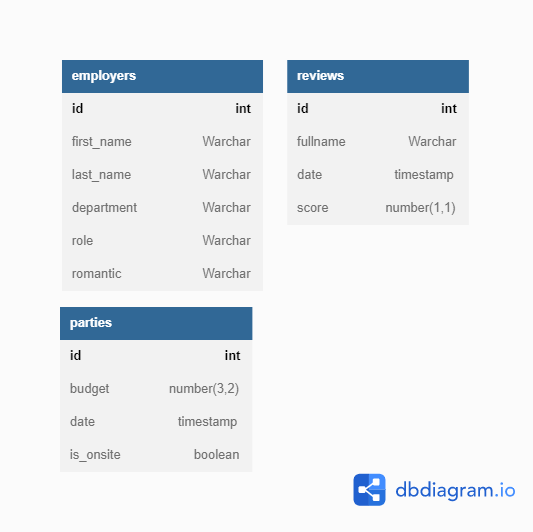 employers
id int
first_name Warchar
last_name Warchar
department Warchar
role Warchar
romantic Warchar
reviews
id int
fullname Warchar
date timestamp
score number(1,1)
parties
id int
budget number(3,2)
date timestamp
is_onsite boolean
dbdiagram.io